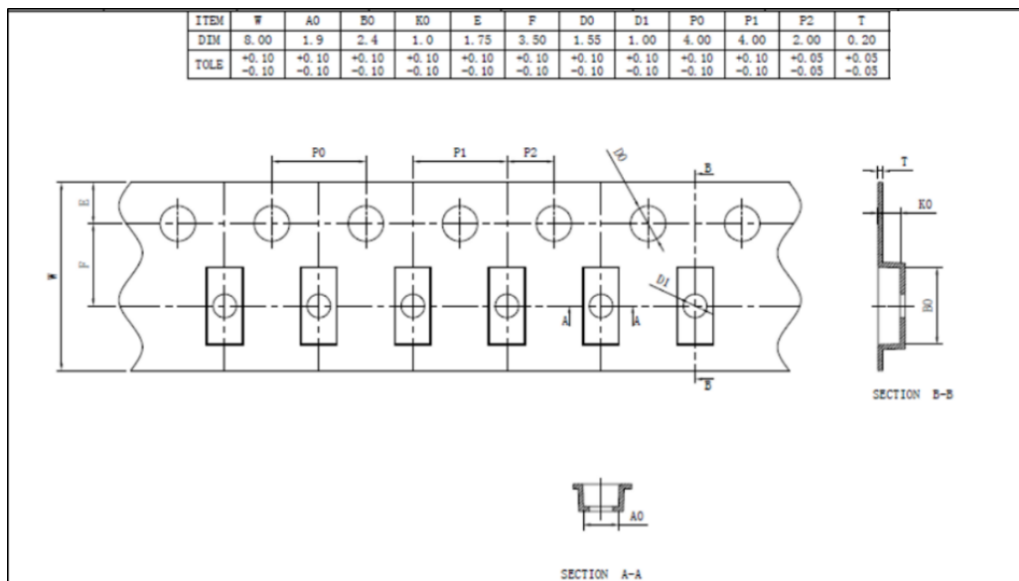 ITEM W A0 B0 K0 E F D0 D1 P0 P1 P2 T
DIM 8.00 1.9 2.4 1.0 1.75 3.50 1.55 1.00 4.00 4.00 2.00 0.20
TOLE +0.10 +0.10 +0.10 +0.10 +0.10 +0.10 +0.10 +0.10 +0.10 +0.10 +0.05 +0.05
-0.10 -0.10 -0.10 -0.10 -0.10 -0.10 -0.10 -0.10 -0.10 -0.10 -0.05 -0.05
P0 P1 P2 D0 B T
E K0
F W
D1 B0
A A
B
SECTION B-B
A0
SECTION A-A